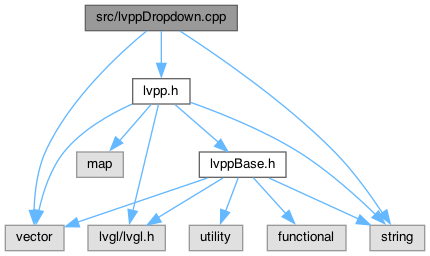 src/lvppDropdown.cpp
lvpp.h
map
lvppBase.h
vector
lvgl/lvgl.h
utility
functional
string